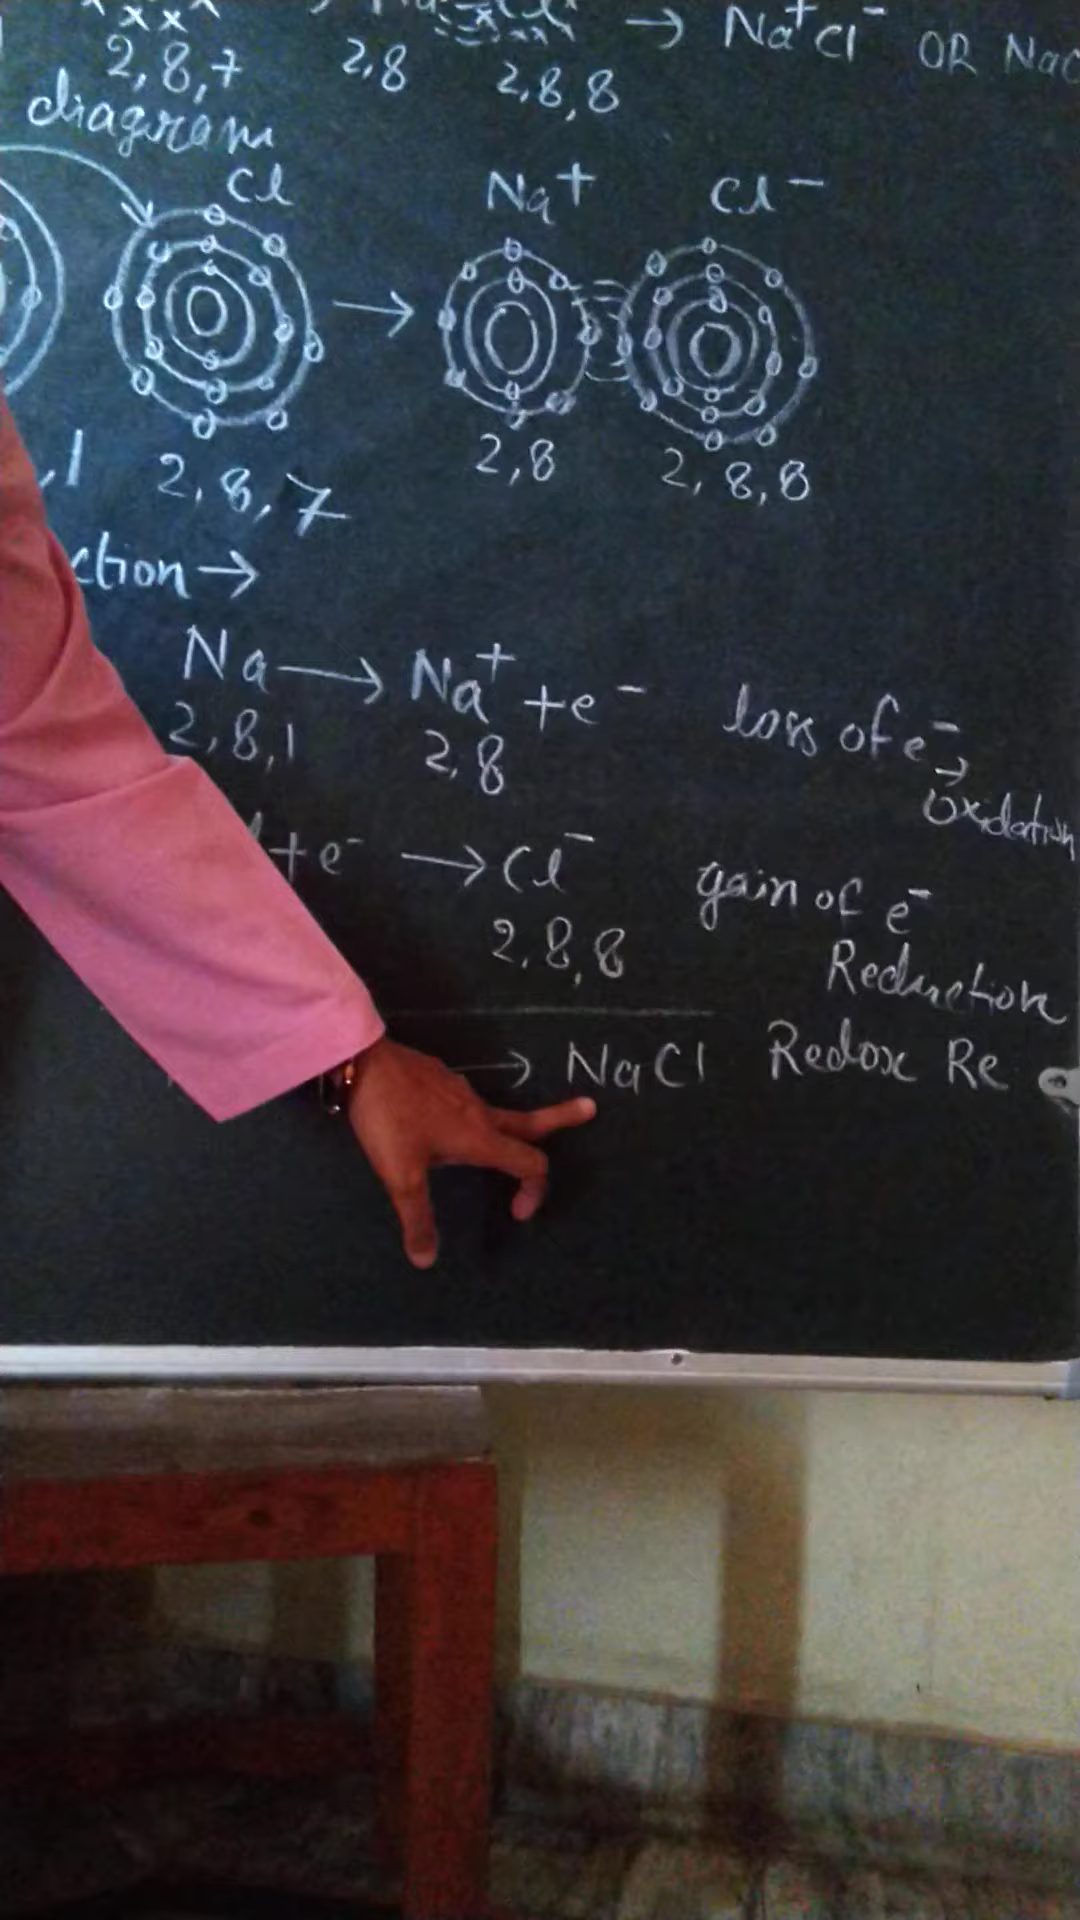 → Na⁺Cl⁻ OR NaC
2,8,7 2,8 2,8,8
diagram
Cl Na⁺ Cl⁻
→
,1 2,8,7 2,8 2,8,8
ction →
Na → Na⁺ + e⁻ loss of e⁻ →
2,8,1 2,8 Oxidation
+ e⁻ → Cl⁻ gain of e⁻
2,8,8 Reduction
→ NaCl Redox Re